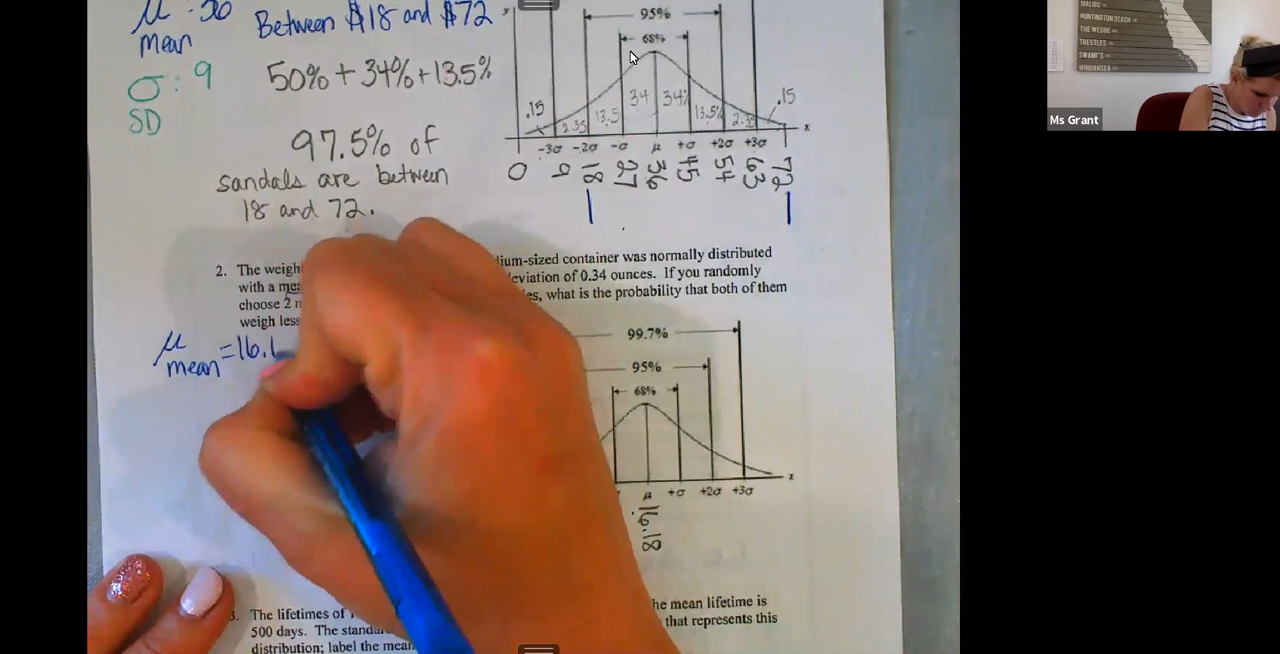 μ : 36 Between $18 and $72
mean
σ : 9 50% + 34% + 13.5%
SD
97.5% of
sandals are between
18 and 72.
y
95%
68%
.15 2.35 13.5 34 34% 13.5% 2.35 .15
x
-3σ -2σ -σ μ +σ +2σ +3σ
0 9 18 27 36 45 54 63 72
2. The weigh ium-sized container was normally distributed
with a mea eviation of 0.34 ounces. If you randomly
choose 2 m es, what is the probability that both of them
weigh less
μ
mean = 16.1
99.7%
95%
68%
x
μ +σ +2σ +3σ
16.18
3. The lifetimes of he mean lifetime is
500 days. The standa that represents this
distribution; label the mean
MALIBU
HUNTINGTON BEACH
THE WEDGE
TRESTLES
SWAMI'S
WINDANSEA
Ms Grant